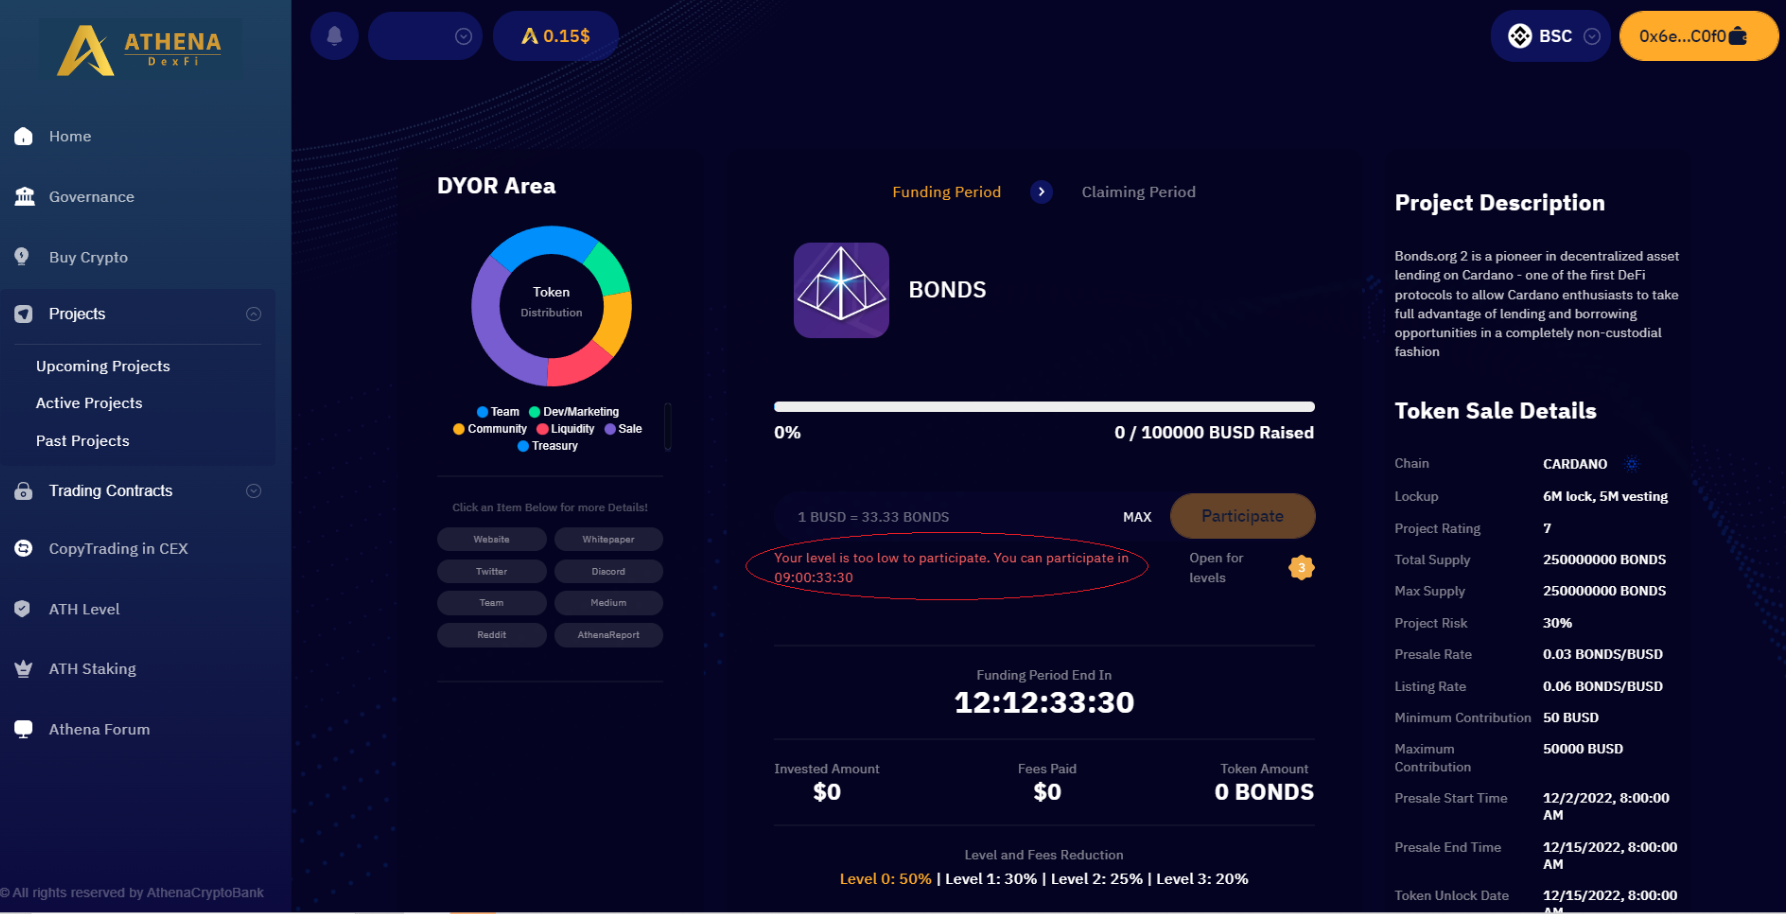 ATHENA
DexFi
0.15$
BSC
0x6e...C0f0
Home
Governance
Buy Crypto
Projects
Upcoming Projects
Active Projects
Past Projects
Trading Contracts
CopyTrading in CEX
ATH Level
ATH Staking
Athena Forum
© All rights reserved by AthenaCryptoBank
DYOR Area
Token
Distribution
Team Dev/Marketing
Community Liquidity Sale
Treasury
Click an Item Below for more Details!
Website Whitepaper
Twitter Discord
Team Medium
Reddit AthenaReport
Funding Period Claiming Period
BONDS
0% 0 / 100000 BUSD Raised
1 BUSD = 33.33 BONDS MAX Participate
Your level is too low to participate. You can participate in
09:00:33:30
Open for
levels
3
Funding Period End In
12:12:33:30
Invested Amount Fees Paid Token Amount
$0 $0 0 BONDS
Level and Fees Reduction
Level 0: 50% | Level 1: 30% | Level 2: 25% | Level 3: 20%
Project Description
Bonds.org 2 is a pioneer in decentralized asset
lending on Cardano - one of the first DeFi
protocols to allow Cardano enthusiasts to take
full advantage of lending and borrowing
opportunities in a completely non-custodial
fashion
Token Sale Details
Chain CARDANO
Lockup 6M lock, 5M vesting
Project Rating 7
Total Supply 250000000 BONDS
Max Supply 250000000 BONDS
Project Risk 30%
Presale Rate 0.03 BONDS/BUSD
Listing Rate 0.06 BONDS/BUSD
Minimum Contribution 50 BUSD
Maximum 50000 BUSD
Contribution
Presale Start Time 12/2/2022, 8:00:00
AM
Presale End Time 12/15/2022, 8:00:00
AM
Token Unlock Date 12/15/2022, 8:00:00
AM